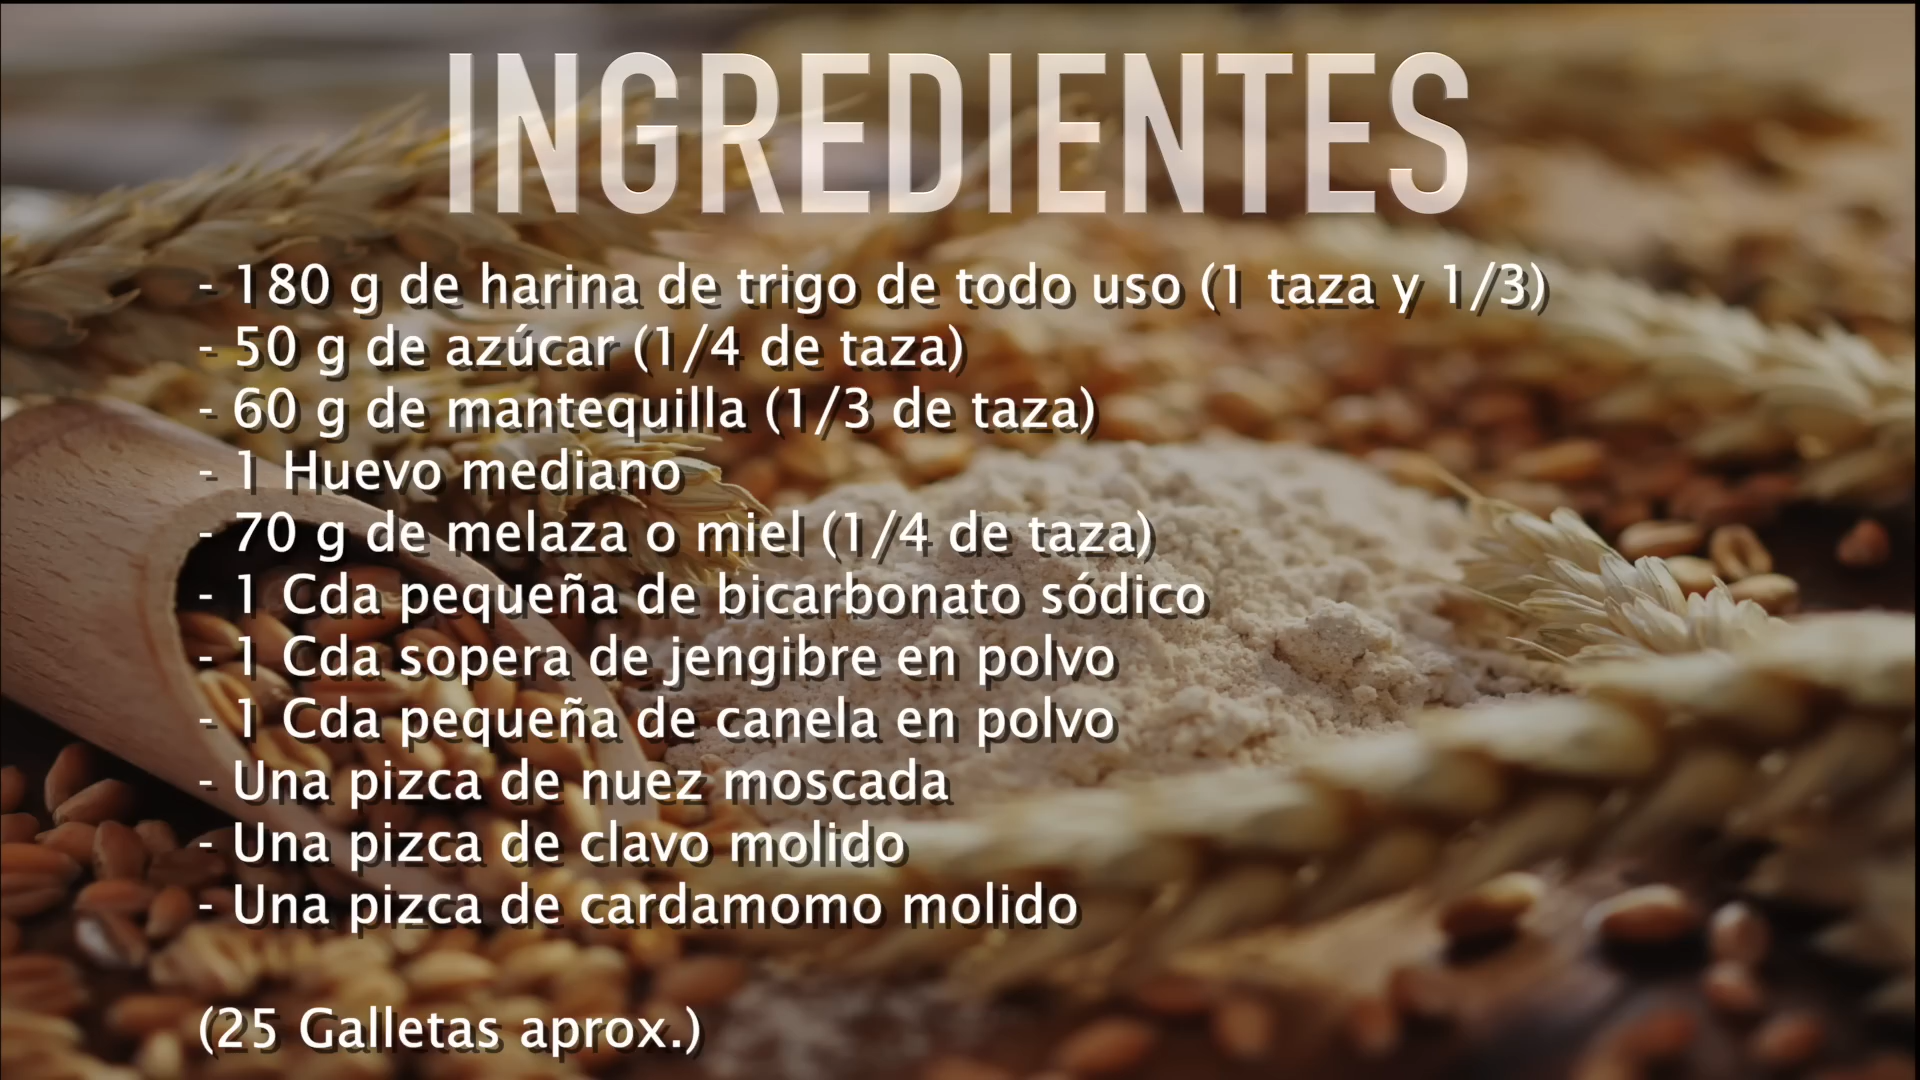 INGREDIENTES
- 180 g de harina de trigo de todo uso (1 taza y 1/3)
- 50 g de azúcar (1/4 de taza)
- 60 g de mantequilla (1/3 de taza)
- 1 Huevo mediano
- 70 g de melaza o miel (1/4 de taza)
- 1 Cda pequeña de bicarbonato sódico
- 1 Cda sopera de jengibre en polvo
- 1 Cda pequeña de canela en polvo
- Una pizca de nuez moscada
- Una pizca de clavo molido
- Una pizca de cardamomo molido
(25 Galletas aprox.)